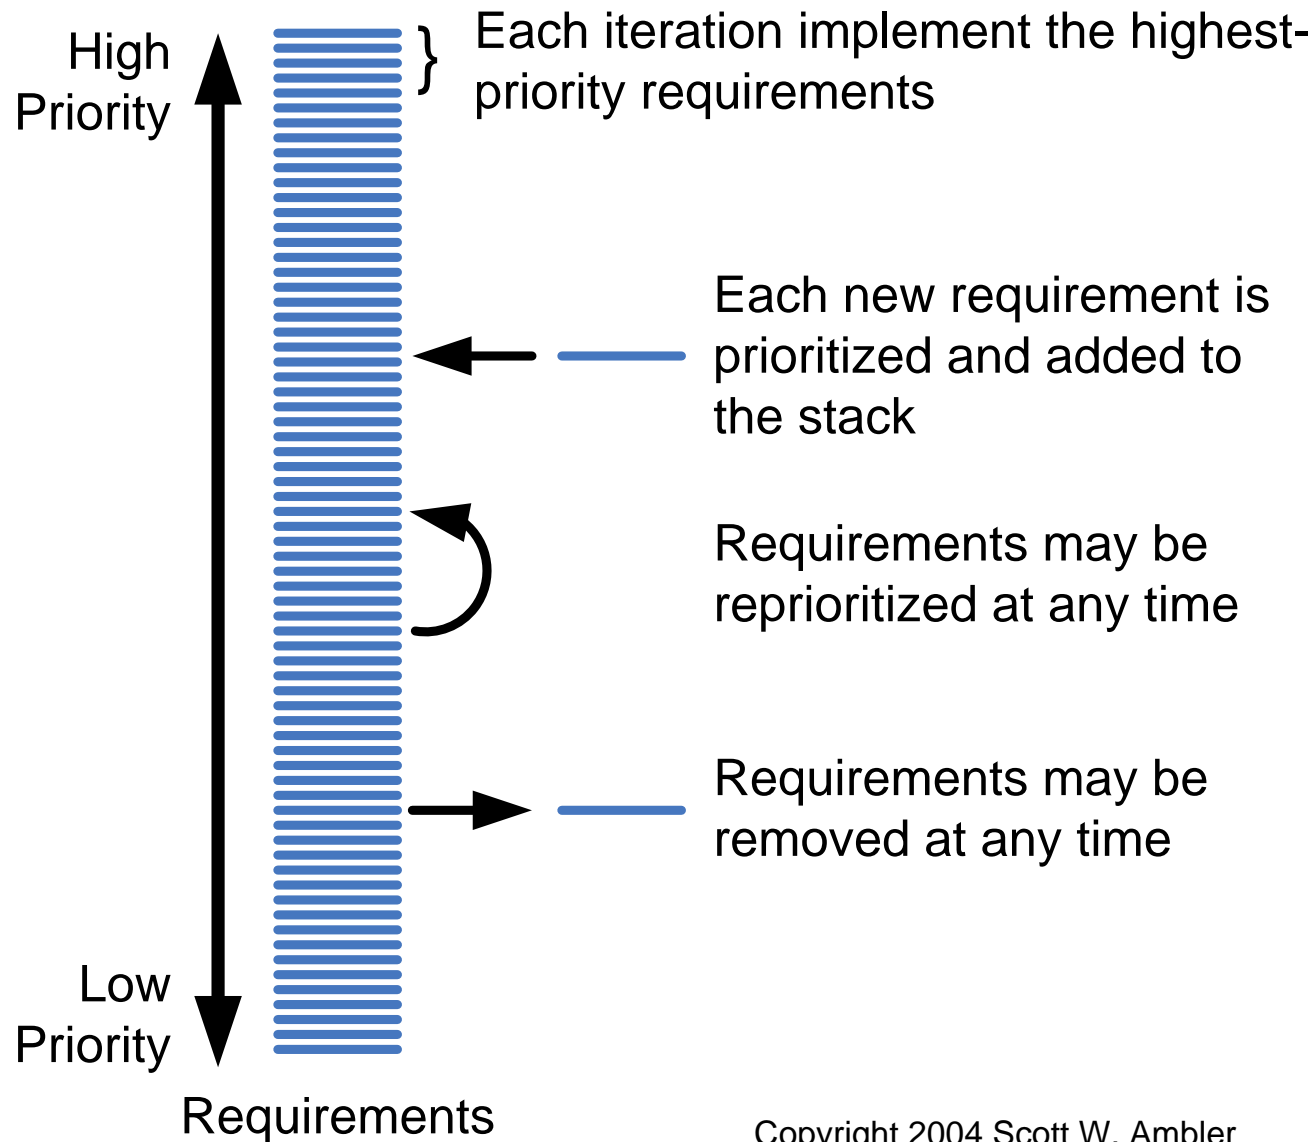 High
Priority
Each iteration implement the highest-
priority requirements
Each new requirement is
prioritized and added to
the stack
Requirements may be
reprioritized at any time
Requirements may be
removed at any time
Low
Priority
Requirements
Copyright 2004 Scott W. Ambler